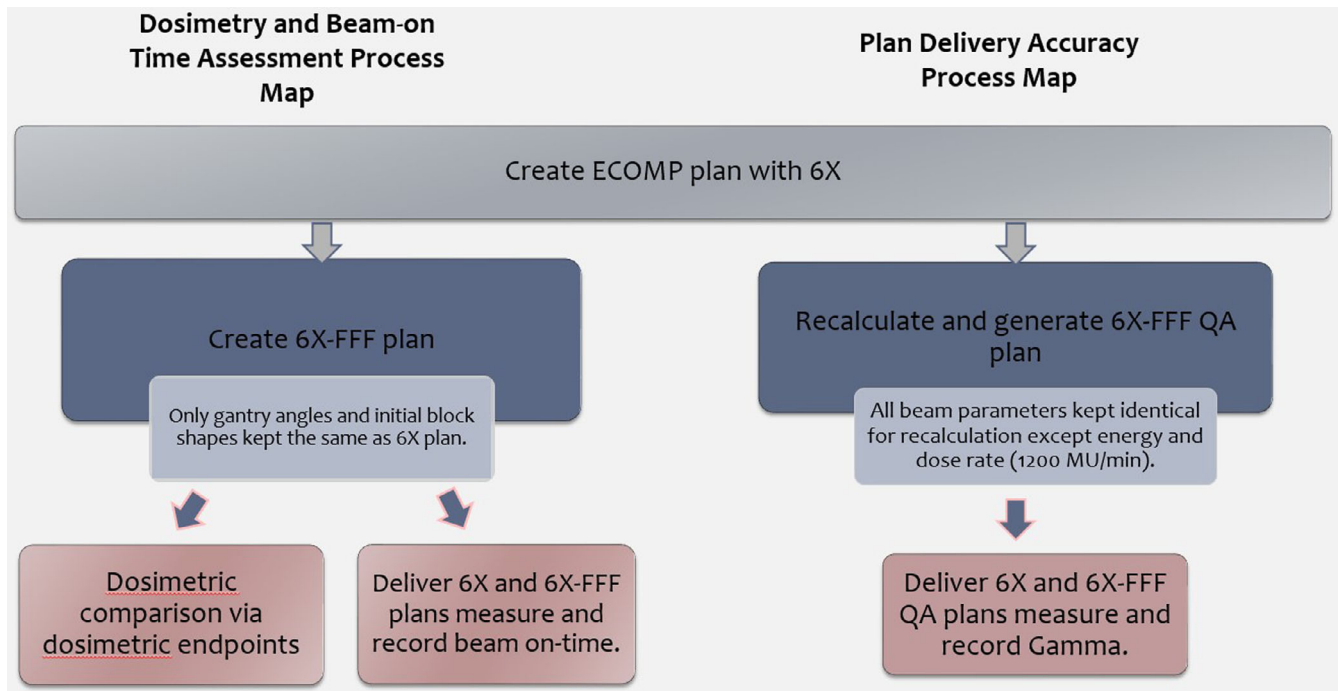 Dosimetry and Beam-on
Time Assessment Process
Map
Plan Delivery Accuracy
Process Map
Create ECOMP plan with 6X
Create 6X-FFF plan
Only gantry angles and initial block
shapes kept the same as 6X plan.
Recalculate and generate 6X-FFF QA
plan
All beam parameters kept identical
for recalculation except energy and
dose rate (1200 MU/min).
Dosimetric
comparison via
dosimetric endpoints
Deliver 6X and 6X-FFF
plans measure and
record beam on-time.
Deliver 6X and 6X-FFF
QA plans measure and
record Gamma.